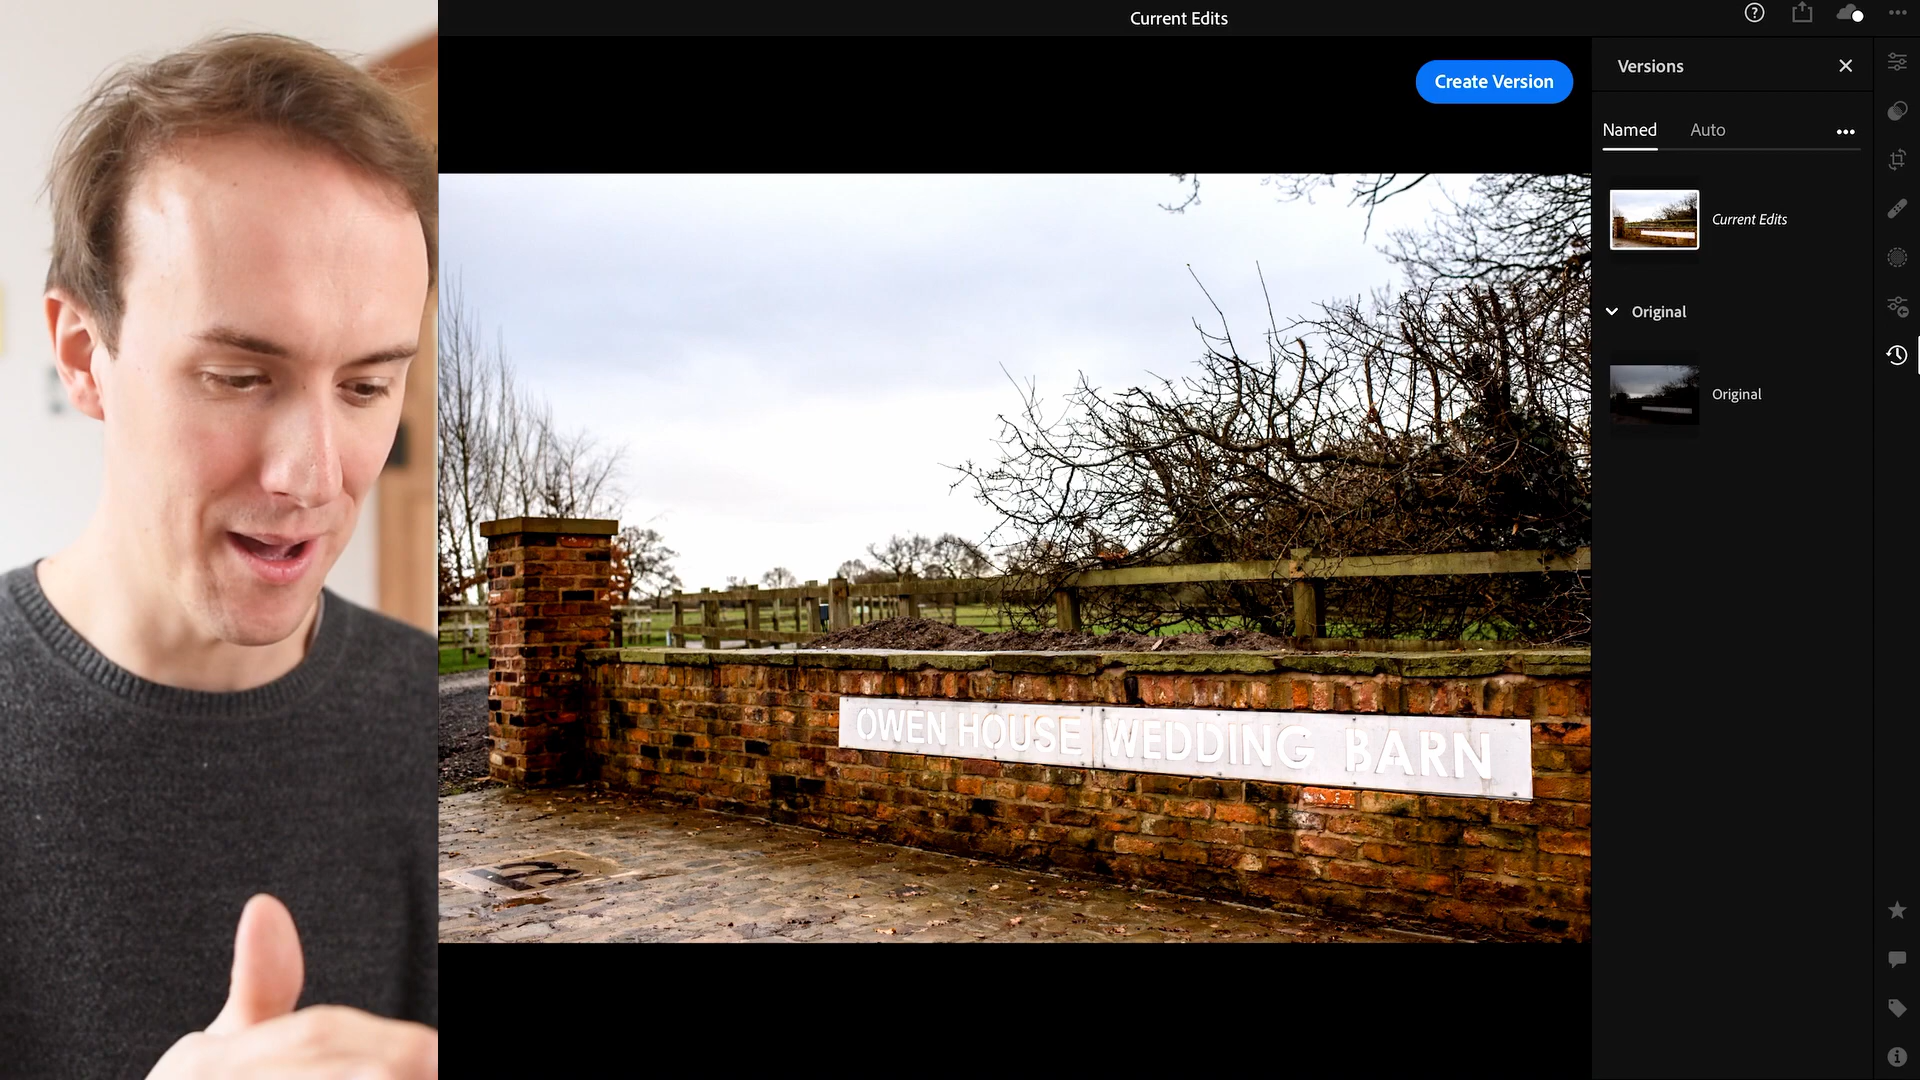 Current Edits
Create Version
Versions
Named
Auto
Current Edits
Original
Original
OWEN HOUSE WEDDING BARN